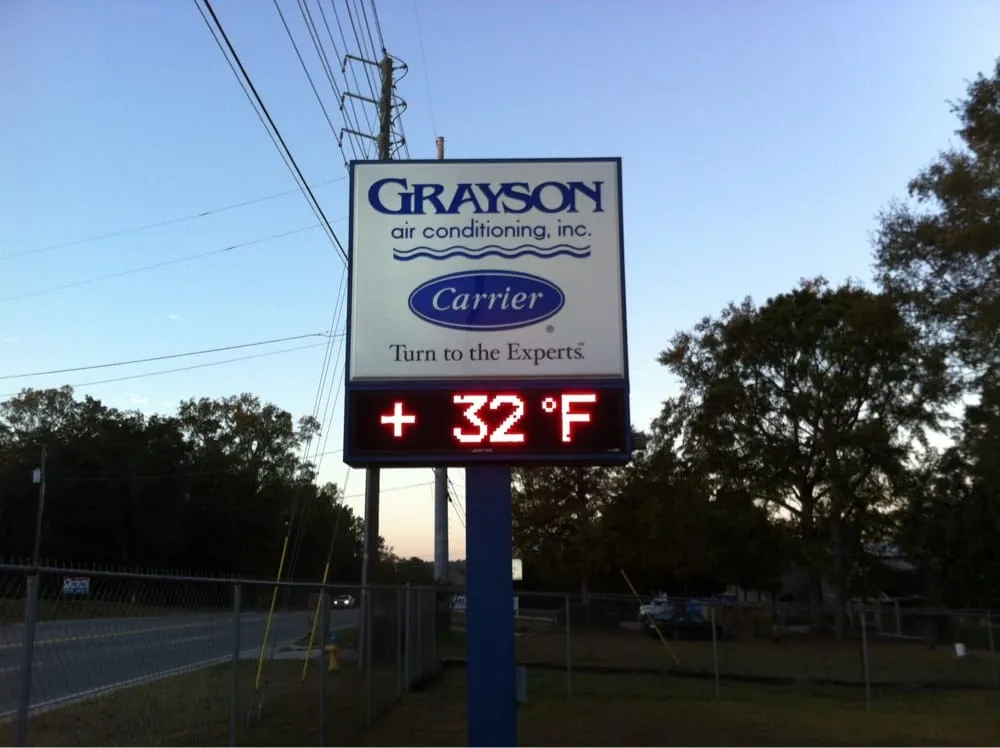 GRAYSON
air conditioning, inc.
Carrier
®
Turn to the Experts.
+ 32 °F